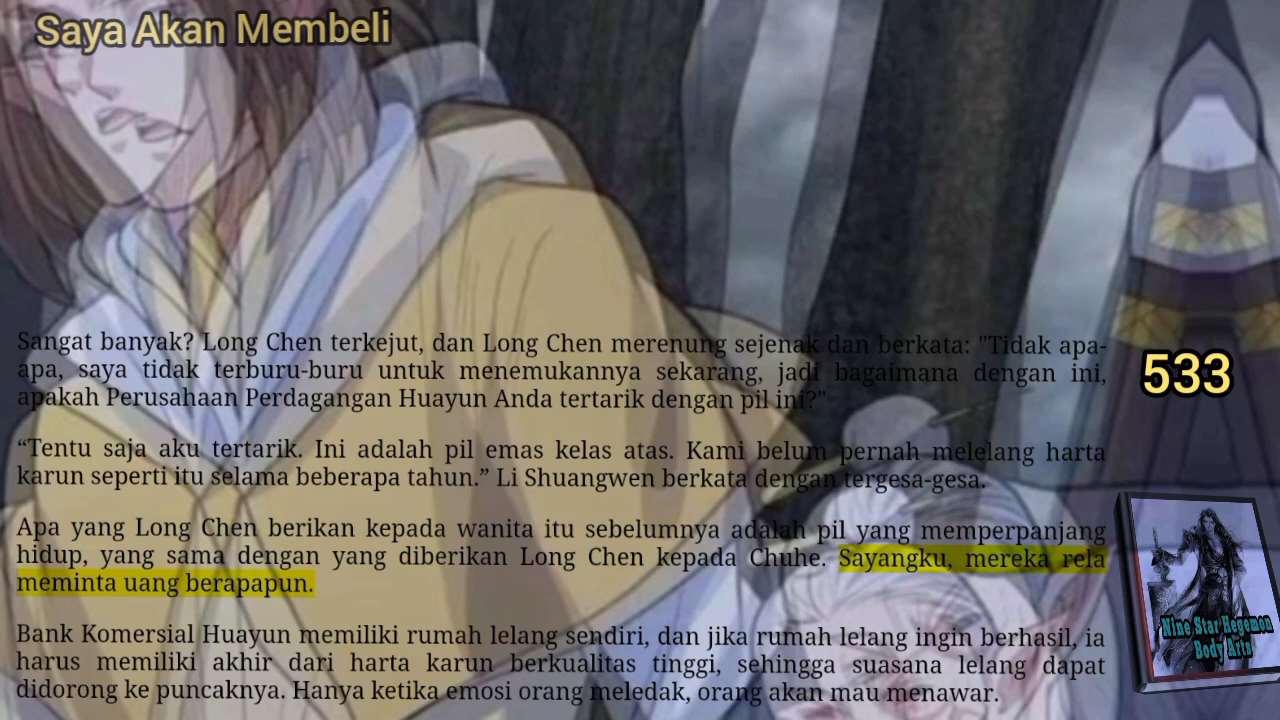 Saya Akan Membeli
Sangat banyak? Long Chen terkejut, dan Long Chen merenung sejenak dan berkata: "Tidak apa-
apa, saya tidak terburu-buru untuk menemukannya sekarang, jadi bagaimana dengan ini,
apakah Perusahaan Perdagangan Huayun Anda tertarik dengan pil ini?"
“Tentu saja aku tertarik. Ini adalah pil emas kelas atas. Kami belum pernah melelang harta
karun seperti itu selama beberapa tahun.” Li Shuangwen berkata dengan tergesa-gesa.
Apa yang Long Chen berikan kepada wanita itu sebelumnya adalah pil yang memperpanjang
hidup, yang sama dengan yang diberikan Long Chen kepada Chuhe. Sayangku, mereka rela
meminta uang berapapun.
Bank Komersial Huayun memiliki rumah lelang sendiri, dan jika rumah lelang ingin berhasil, ia
harus memiliki akhir dari harta karun berkualitas tinggi, sehingga suasana lelang dapat
didorong ke puncaknya. Hanya ketika emosi orang meledak, orang akan mau menawar.
533
Nine Star Hegemon
Body Arts